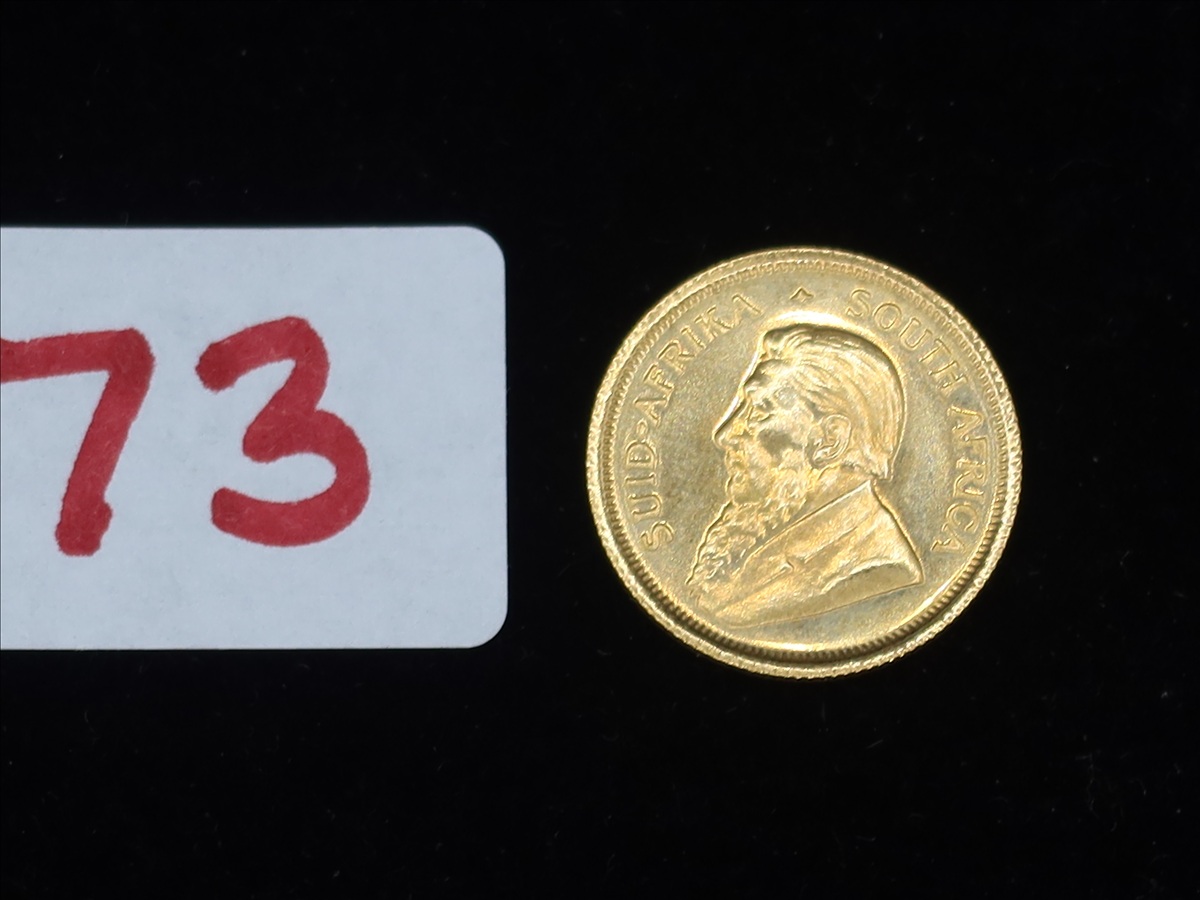 73
SUID-AFRIKA ✦ SOUTH AFRICA